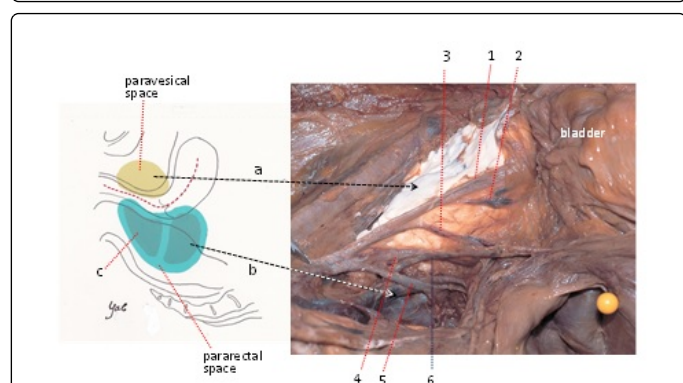 paravesical
space
3 1 2
bladder
a
b
c
pararectal
space
4 5 6